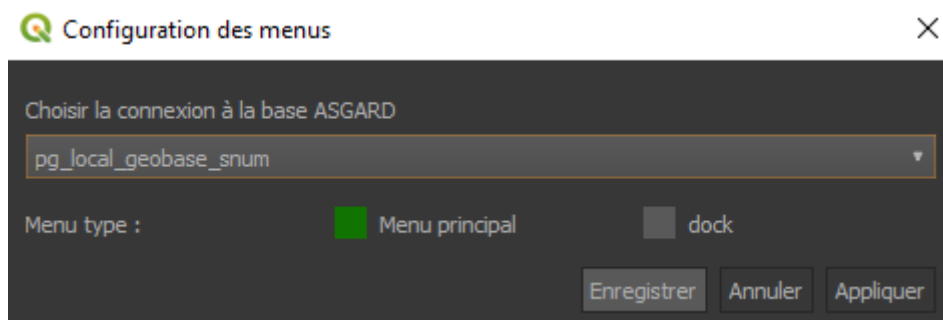 Configuration des menus
Choisir la connexion à la base ASGARD
pg_local_geobase_snum
Menu type : Menu principal dock
Enregistrer Annuler Appliquer